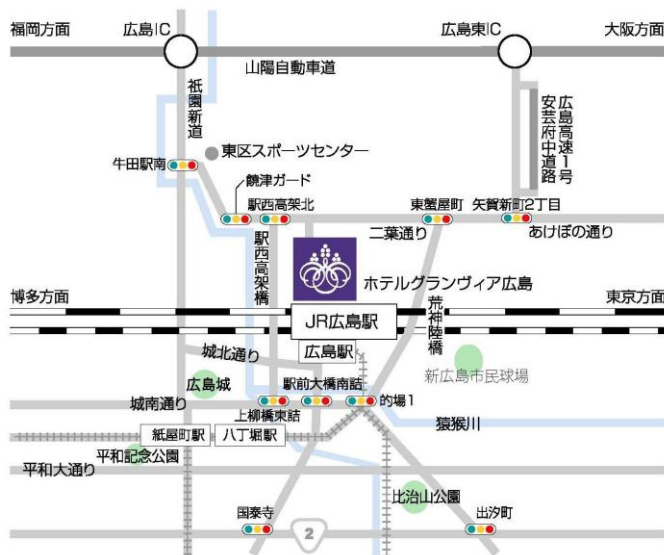 福岡方面
広島IC
広島東IC
大阪方面
山陽自動車道
祇園新道
広島高速1号
安芸府中道路
東区スポーツセンター
牛田駅南
饒津ガード
駅西高架北
東蟹屋町
矢賀新町2丁目
二葉通り
あけぼの通り
駅西高架橋
ホテルグランヴィア広島
博多方面
東京方面
JR広島駅
荒神陸橋
広島駅
城北通り
新広島市民球場
広島城
駅前大橋南詰
城南通り
上柳橋東詰
的場1
猿猴川
紙屋町駅
八丁堀駅
平和記念公園
平和大通り
比治山公園
国泰寺
2
出汐町